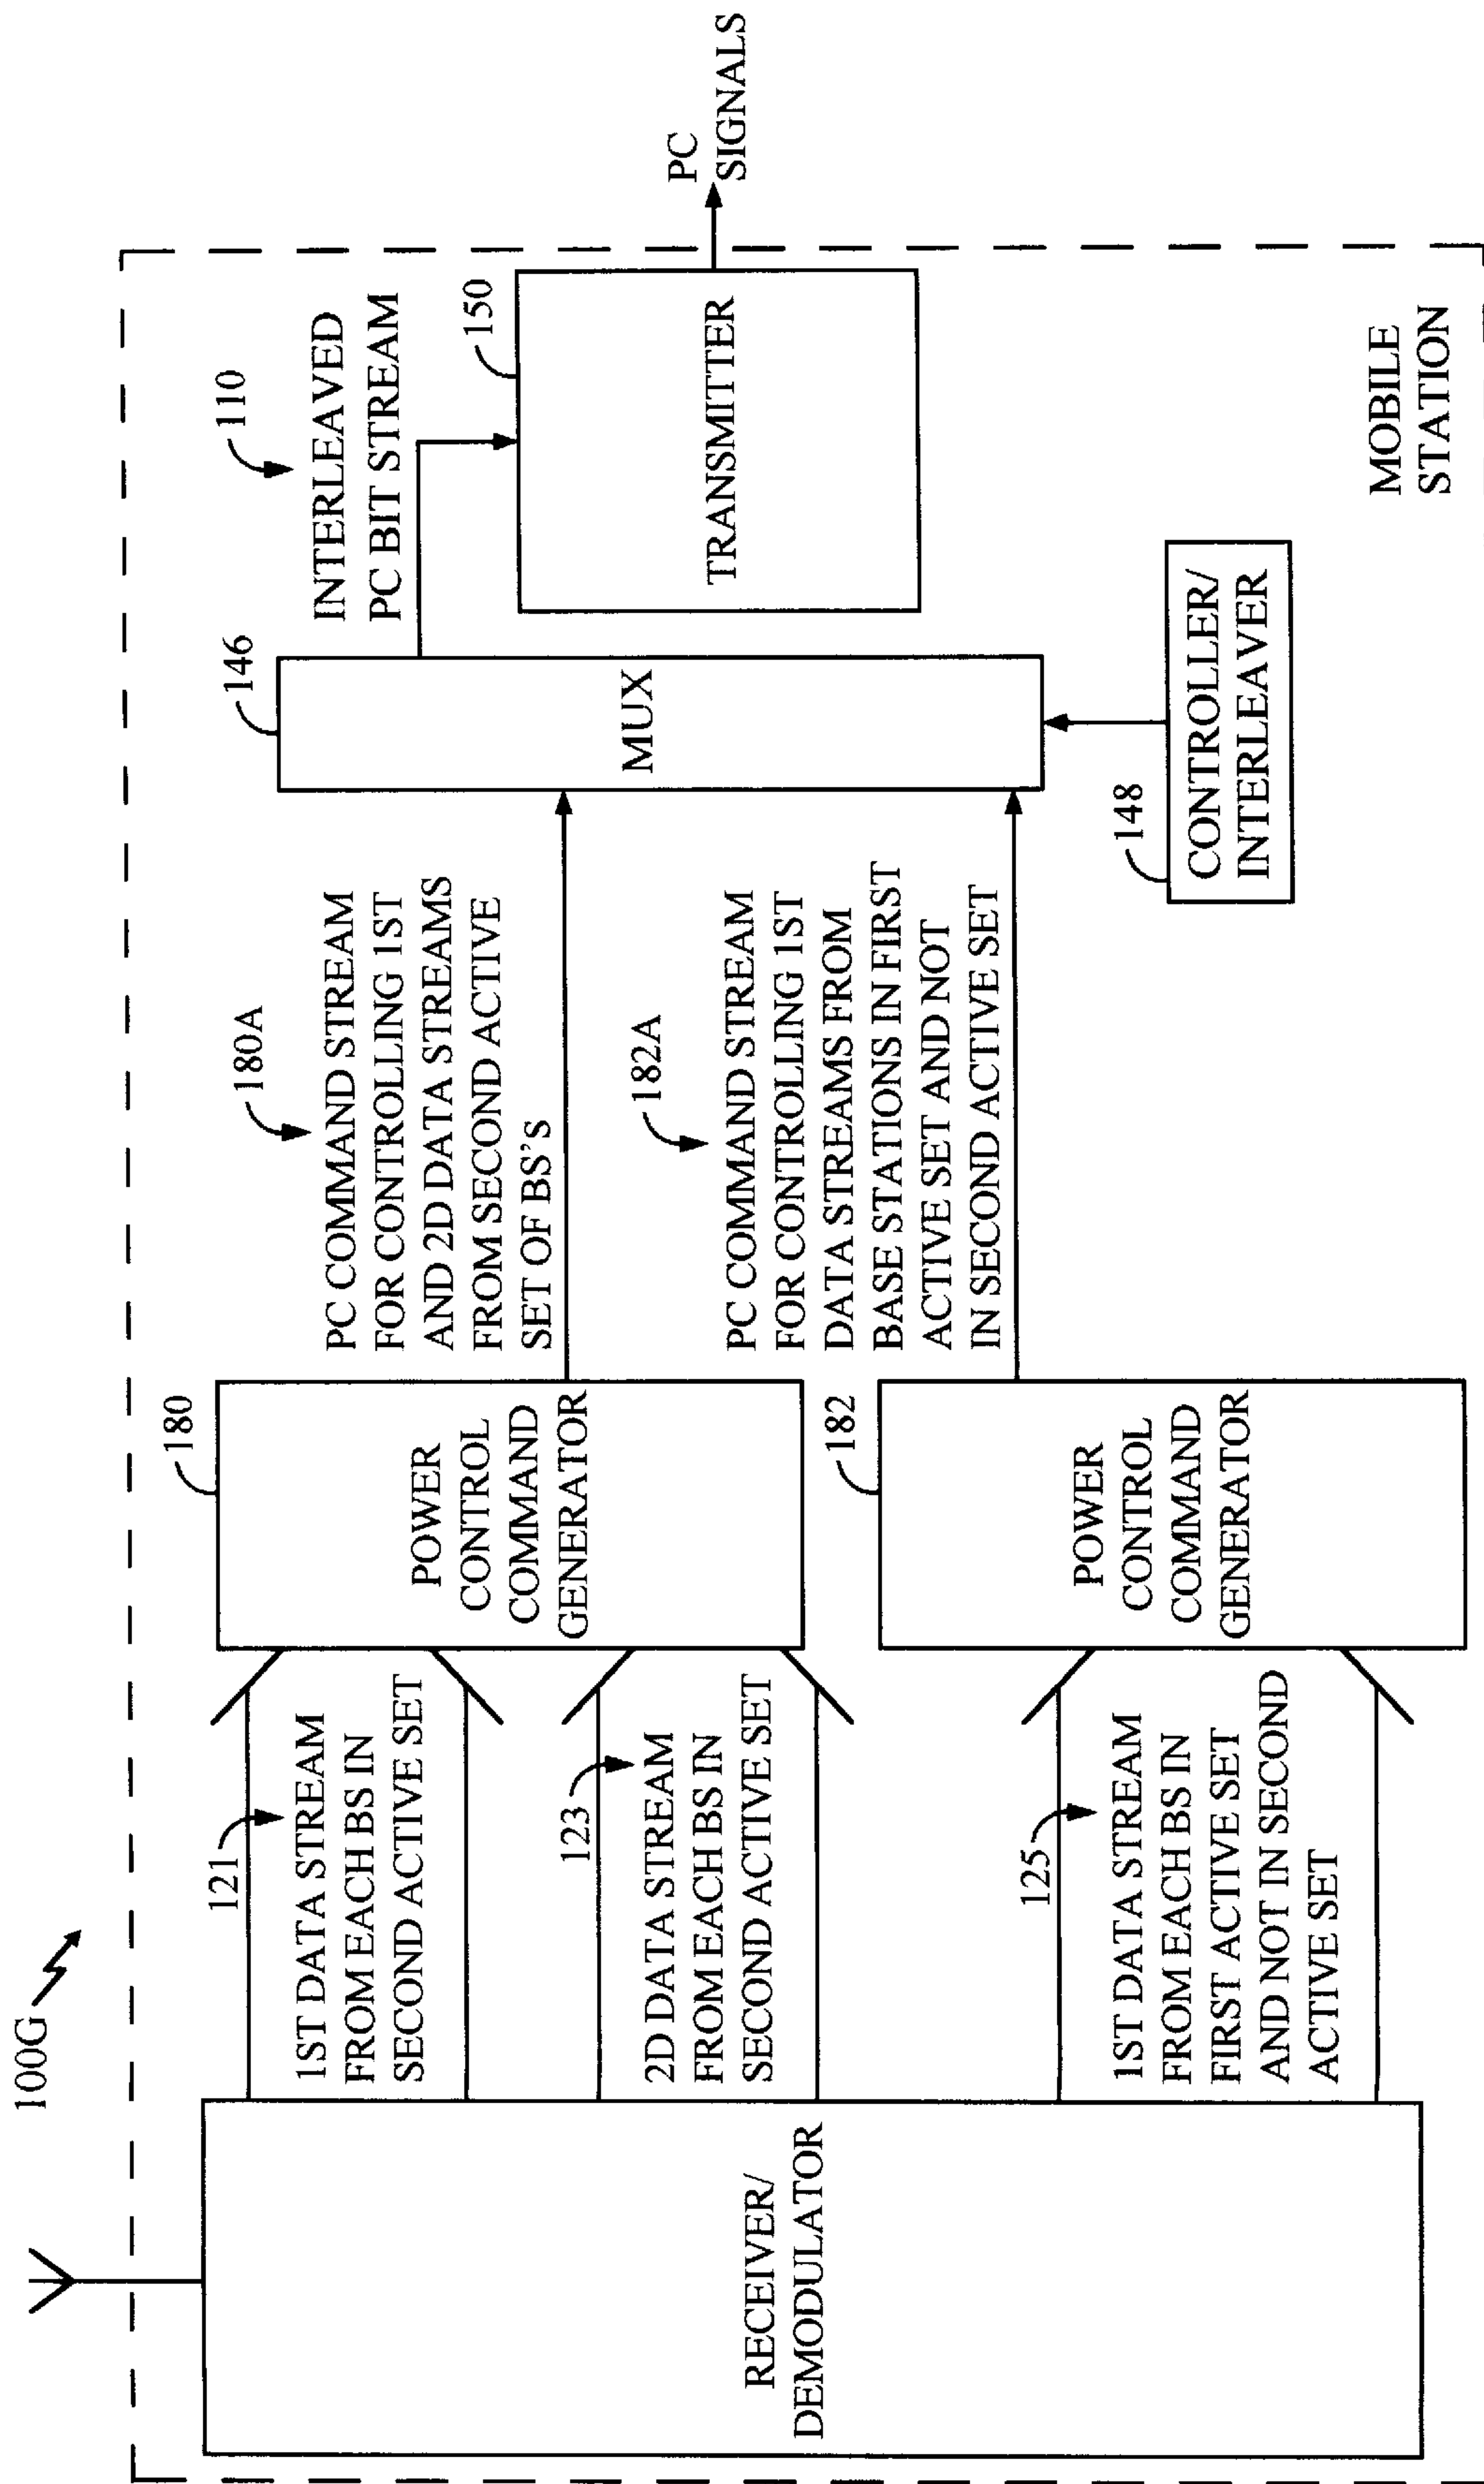 100G
RECEIVER/
DEMODULATOR
121
1ST DATA STREAM
FROM EACH BS IN
SECOND ACTIVE SET
123
2D DATA STREAM
FROM EACH BS IN
SECOND ACTIVE SET
125
1ST DATA STREAM
FROM EACH BS IN
FIRST ACTIVE SET
AND NOT IN SECOND
ACTIVE SET
180
POWER
CONTROL
COMMAND
GENERATOR
182
POWER
CONTROL
COMMAND
GENERATOR
180A
PC COMMAND STREAM
FOR CONTROLLING 1ST
AND 2D DATA STREAMS
FROM SECOND ACTIVE
SET OF BS'S
182A
PC COMMAND STREAM
FOR CONTROLLING 1ST
DATA STREAMS FROM
BASE STATIONS IN FIRST
ACTIVE SET AND NOT
IN SECOND ACTIVE SET
146
MUX
148
CONTROLLER/
INTERLEAVER
110
INTERLEAVED
PC BIT STREAM
150
TRANSMITTER
MOBILE
STATION
PC
SIGNALS